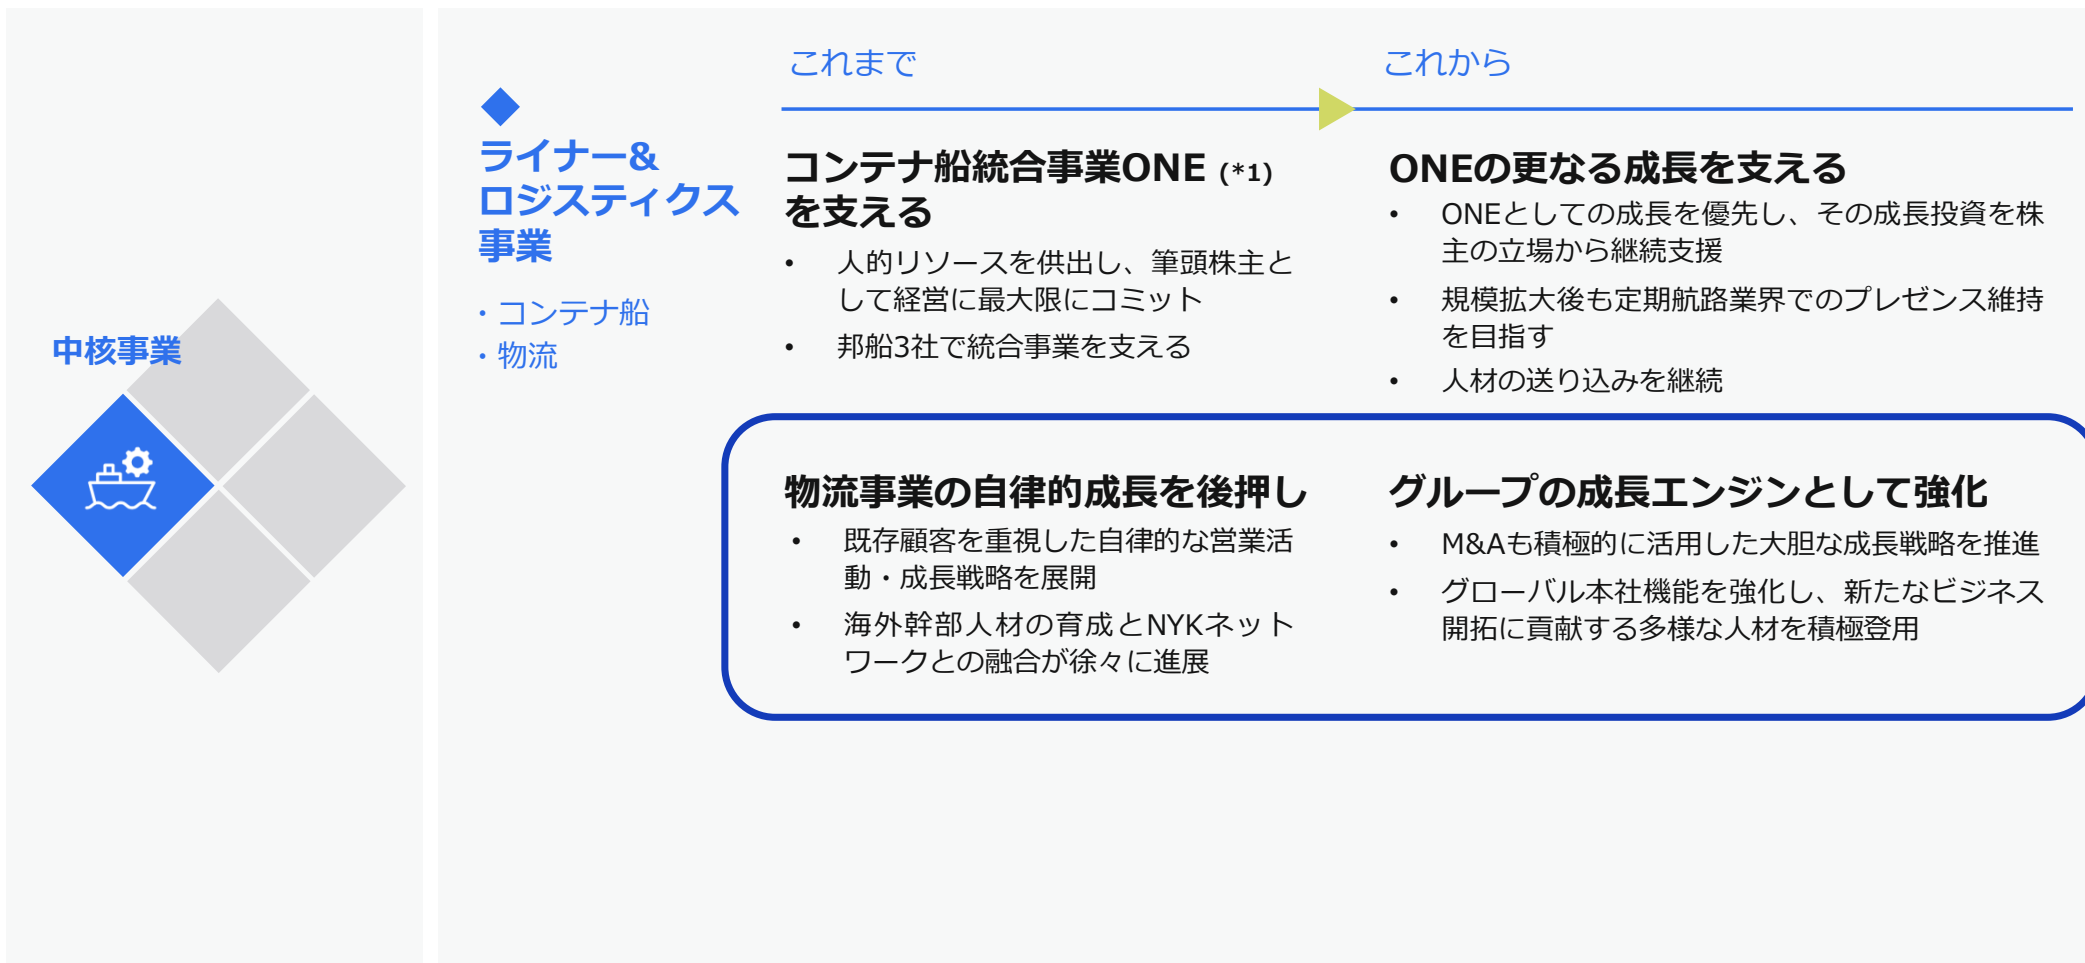 中核事業
ライナー&
ロジスティクス
事業
・コンテナ船
・物流
これまで
これから
コンテナ船統合事業ONE (*1)
を支える
• 人的リソースを供出し、筆頭株主と
して経営に最大限にコミット
• 邦船3社で統合事業を支える
ONEの更なる成長を支える
• ONEとしての成長を優先し、その成長投資を株
主の立場から継続支援
• 規模拡大後も定期航路業界でのプレゼンス維持
を目指す
• 人材の送り込みを継続
物流事業の自律的成長を後押し
• 既存顧客を重視した自律的な営業活
動・成長戦略を展開
• 海外幹部人材の育成とNYKネット
ワークとの融合が徐々に進展
グループの成長エンジンとして強化
• M&Aも積極的に活用した大胆な成長戦略を推進
• グローバル本社機能を強化し、新たなビジネス
開拓に貢献する多様な人材を積極登用